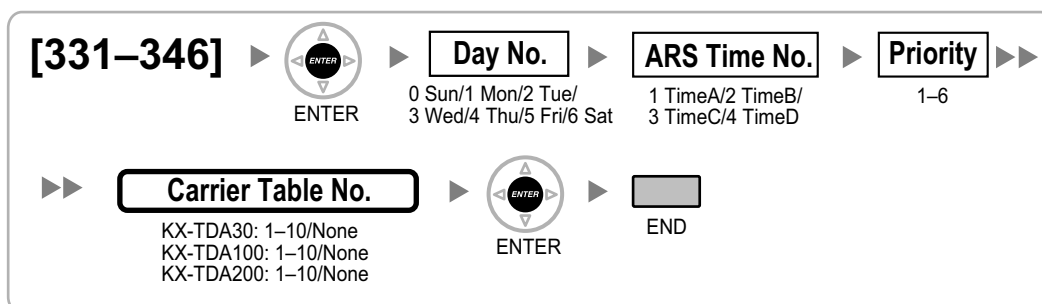 [331–346]
ENTER
ENTER
Day No.
0 Sun/1 Mon/2 Tue/
3 Wed/4 Thu/5 Fri/6 Sat
ARS Time No.
1 TimeA/2 TimeB/
3 TimeC/4 TimeD
Priority
1–6
Carrier Table No.
KX-TDA30: 1–10/None
KX-TDA100: 1–10/None
KX-TDA200: 1–10/None
ENTER
ENTER
END